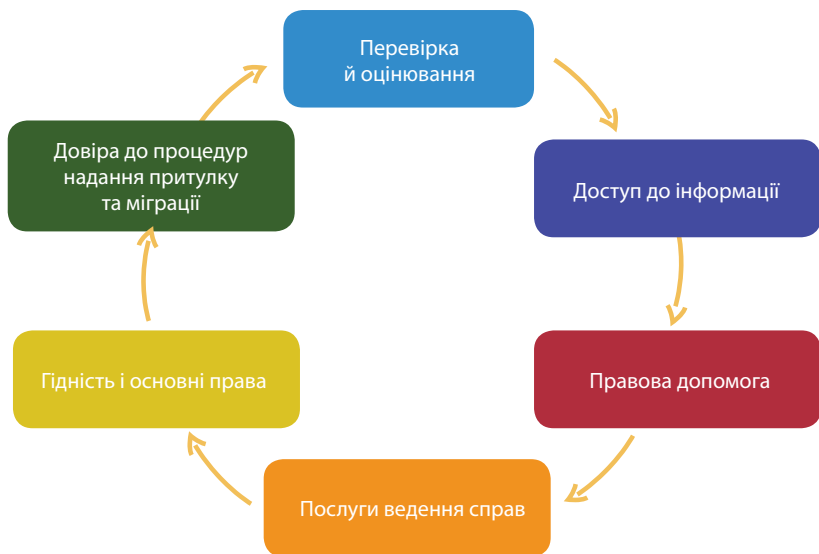 Перевірка
й оцінювання
Довіра до процедур
надання притулку
та міграції
Доступ до інформації
Гідність і основні права
Правова допомога
Послуги ведення справ